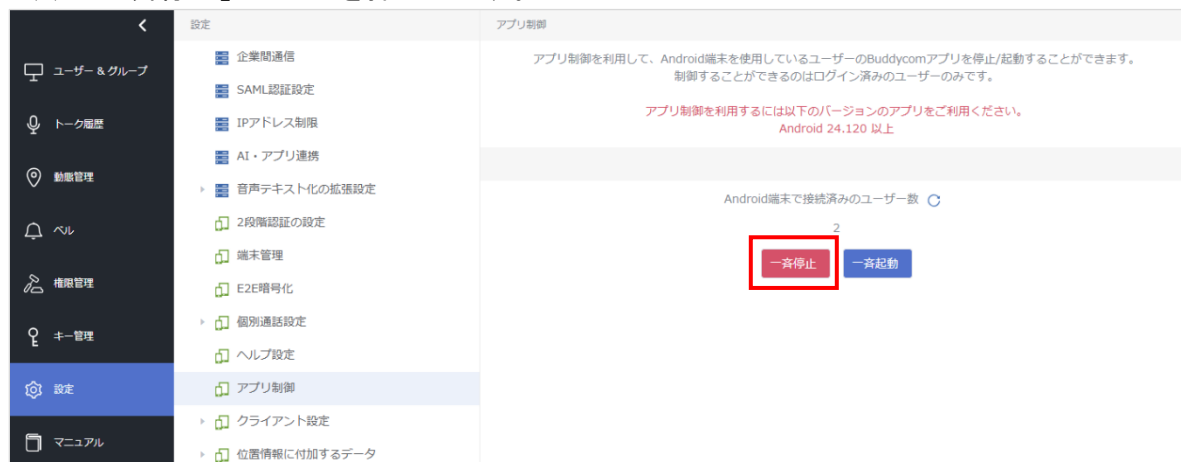 設定
アプリ制御
ユーザー & グループ
トーク履歴
動態管理
ベル
権限管理
キー管理
設定
マニュアル
企業間通信
SAML認証設定
IPアドレス制限
AI・アプリ連携
音声テキスト化の拡張設定
2段階認証の設定
端末管理
E2E暗号化
個別通話設定
ヘルプ設定
アプリ制御
クライアント設定
位置情報に付加するデータ
アプリ制御を利用して、Android端末を使用しているユーザーのBuddycomアプリを停止/起動することができます。
制御することができるのはログイン済みのユーザーのみです。
アプリ制御を利用するには以下のバージョンのアプリをご利用ください。
Android 24.120 以上
Android端末で接続済みのユーザー数
2
一斉停止
一斉起動